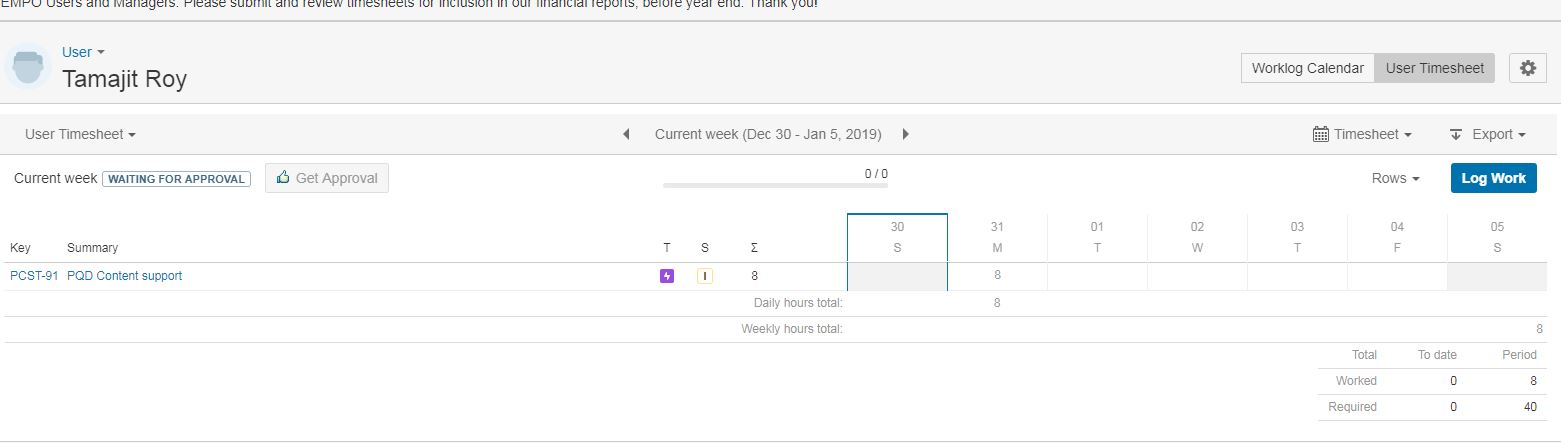 EMPO Users and Managers. Please submit and review timesheets for inclusion in our financial reports, before year end. Thank you!
User
Tamajit Roy
Worklog Calendar User Timesheet
User Timesheet Current week (Dec 30 - Jan 5, 2019) Timesheet Export
Current week WAITING FOR APPROVAL Get Approval 0 / 0 Rows Log Work
30 31 01 02 03 04 05
Key Summary T S Σ S M T W T F S
PCST-91 PQD Content support I 8 8
Daily hours total: 8
Weekly hours total: 8
Total To date Period
Worked 0 8
Required 0 40